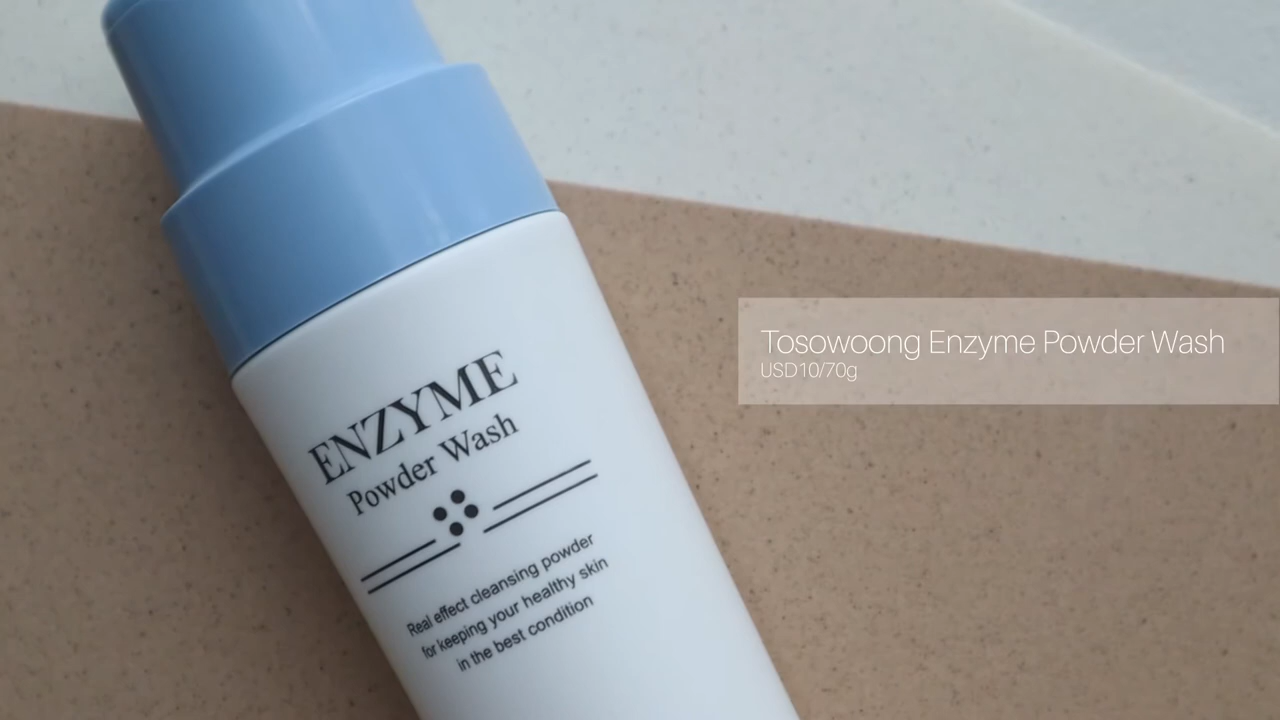 ENZYME
Powder Wash
Real effect cleansing powder
for keeping your healthy skin
in the best condition
Tosowoong Enzyme Powder Wash
USD10/70g